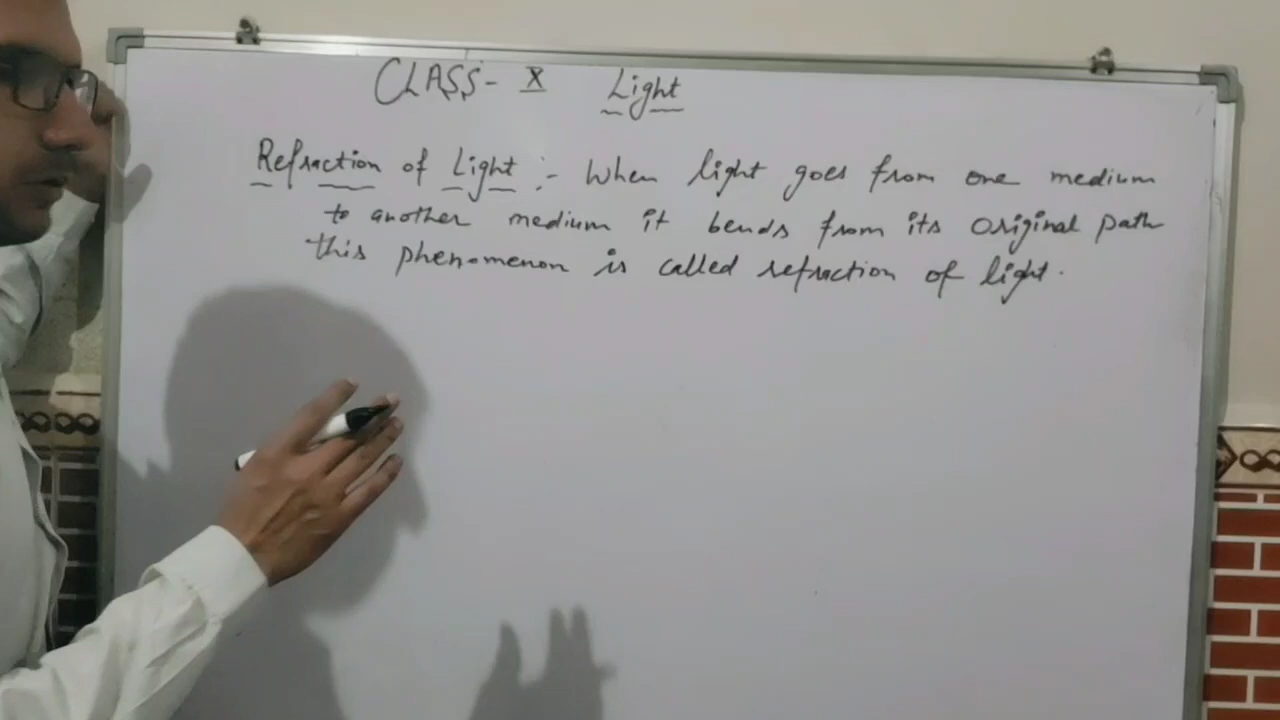 CLASS- X Light
Refraction of Light :- When light goes from one medium
to another medium it bends from its original path
this phenomenon is called refraction of light.